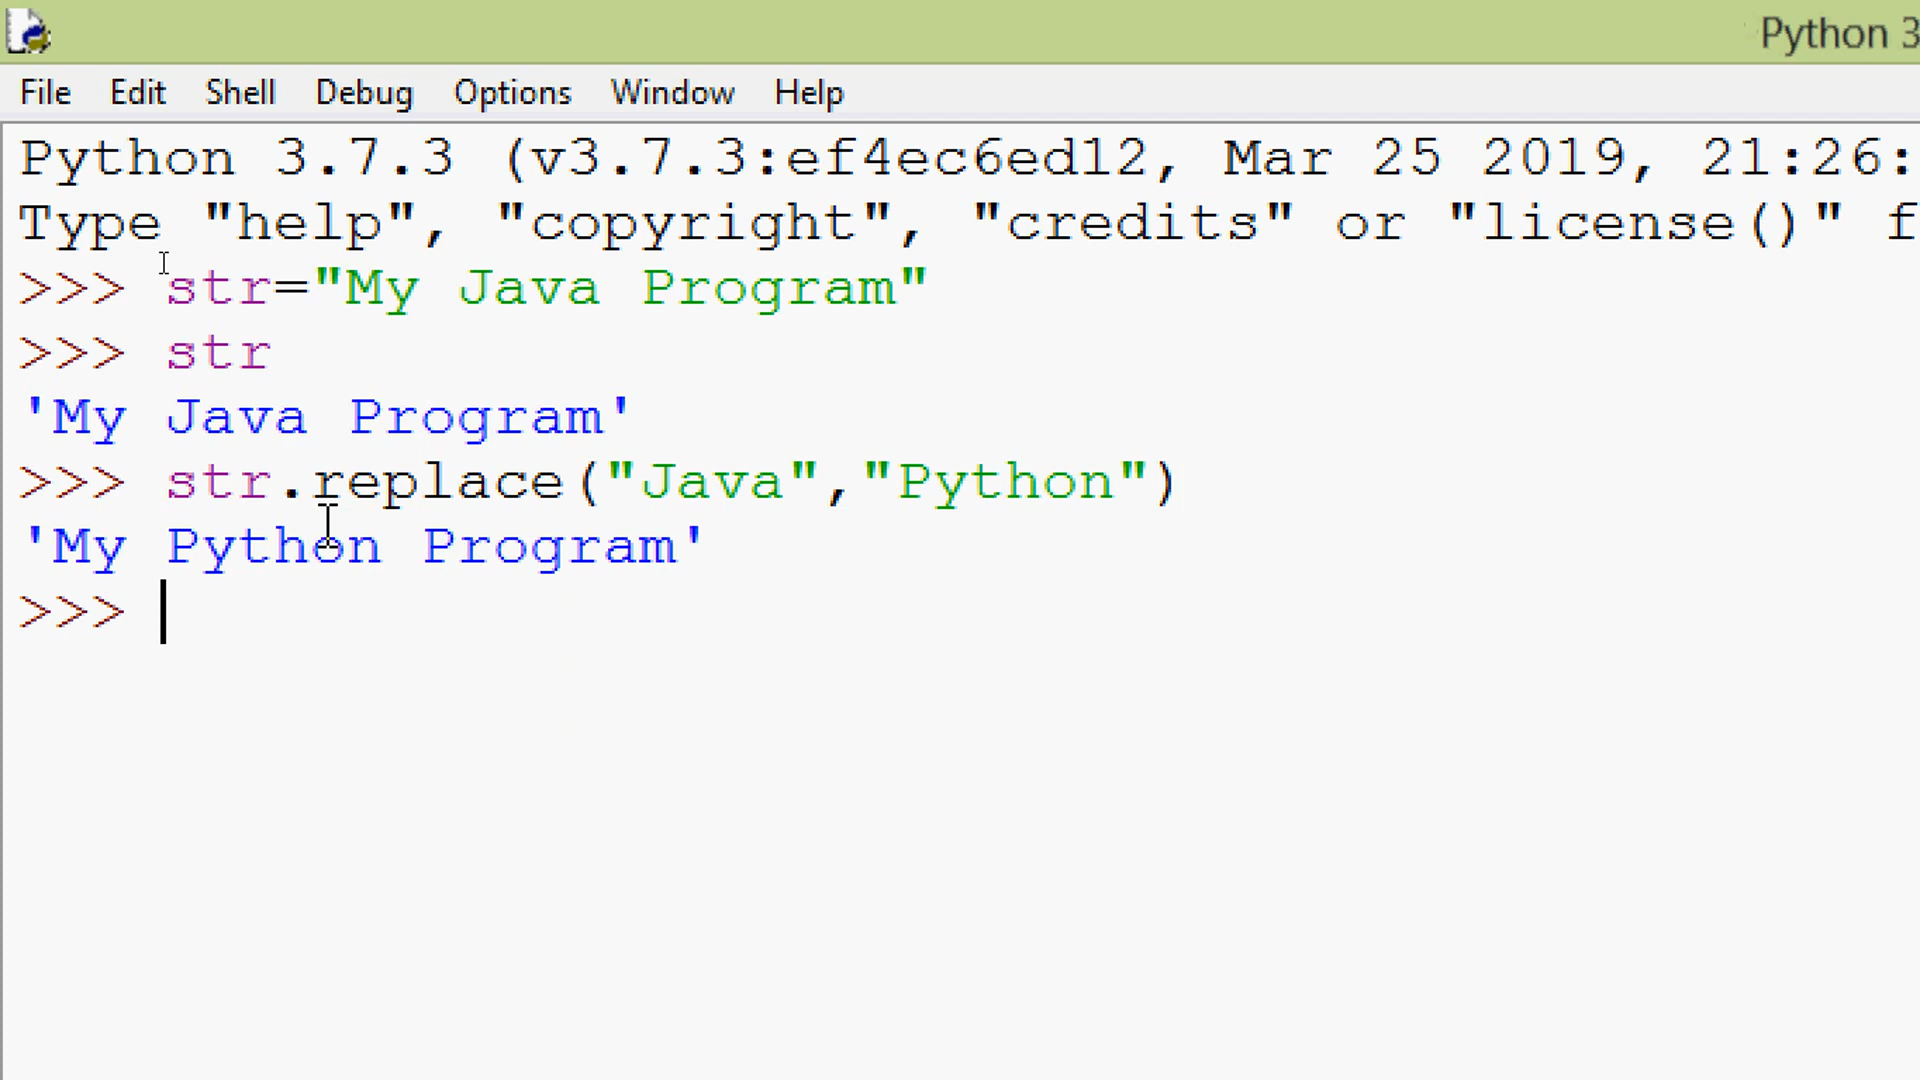 Python 3
File Edit Shell Debug Options Window Help
Python 3.7.3 (v3.7.3:ef4ec6ed12, Mar 25 2019, 21:26:
Type "help", "copyright", "credits" or "license()" f
>>> str="My Java Program"
>>> str
'My Java Program'
>>> str.replace("Java","Python")
'My Python Program'
>>>